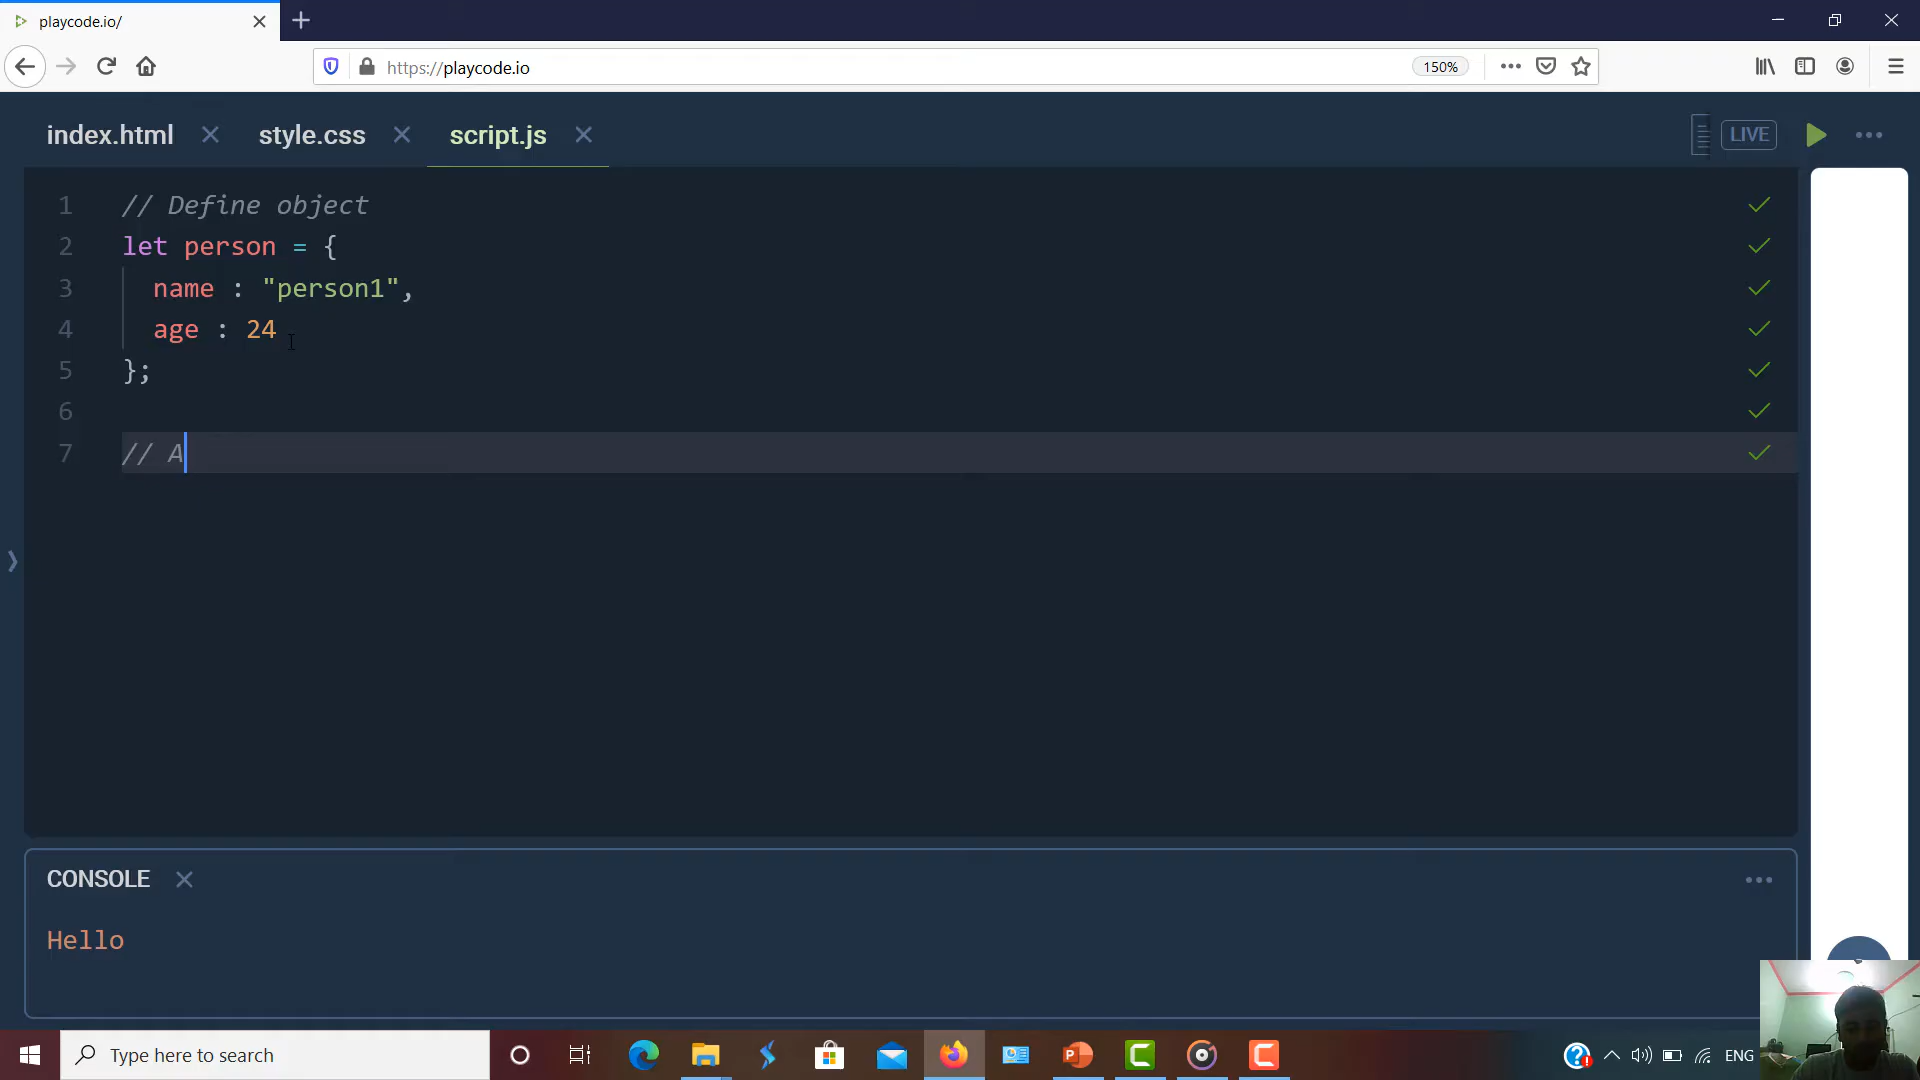 playcode.io/
https://playcode.io
150%
index.html
style.css
script.js
LIVE
1 // Define object
2 let person = {
3 name : "person1",
4 age : 24
5 };
6
7 // A
CONSOLE
Hello
Type here to search
ENG